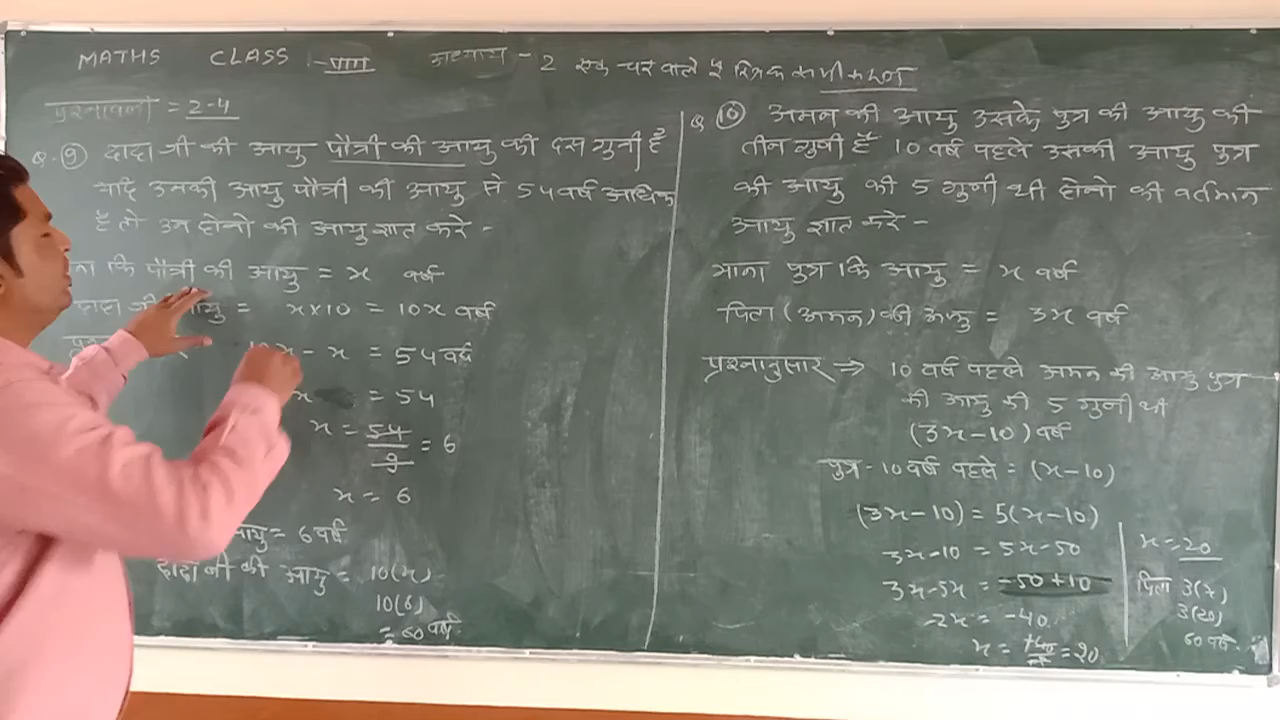 MATHS CLASS :- VIII अध्याय - 2 एक चर वाले रैखिक समीकरण
प्रश्नावली = 2-4
Q. 9 दादा जी की आयु पौत्री की आयु की दस गुनी है
यदि उनकी आयु पौत्री की आयु से 54 वर्ष अधिक
है तो उन दोनो की आयु ज्ञात करे -
कि पौत्री की आयु = x वर्ष
दादा जी आयु = x×10 = 10x वर्ष
x - x = 54 वर्ष
x = 54
x = 54/9 = 6
x = 6
आयु = 6 वर्ष
दादा जी की आयु = 10(x)
10(6)
= 60 वर्ष
Q 10 अमन की आयु उसके पुत्र की आयु की
तीन गुनी है 10 वर्ष पहले उसकी आयु पुत्र
की आयु की 5 गुनी थी दोनो की वर्तमान
आयु ज्ञात करे -
माना पुत्र कि आयु = x वर्ष
पिता (अमन) की आयु = 3x वर्ष
प्रश्नानुसार ⇒ 10 वर्ष पहले अमन की आयु पुत्र
की आयु की 5 गुनी थी
(3x-10) वर्ष
पुत्र - 10 वर्ष पहले = (x-10)
(3x-10) = 5(x-10)
3x-10 = 5x-50
3x-5x = -50+10
-2x = -40
= 20
x = 20
पिता 3(x)
3(20)
60 वर्ष